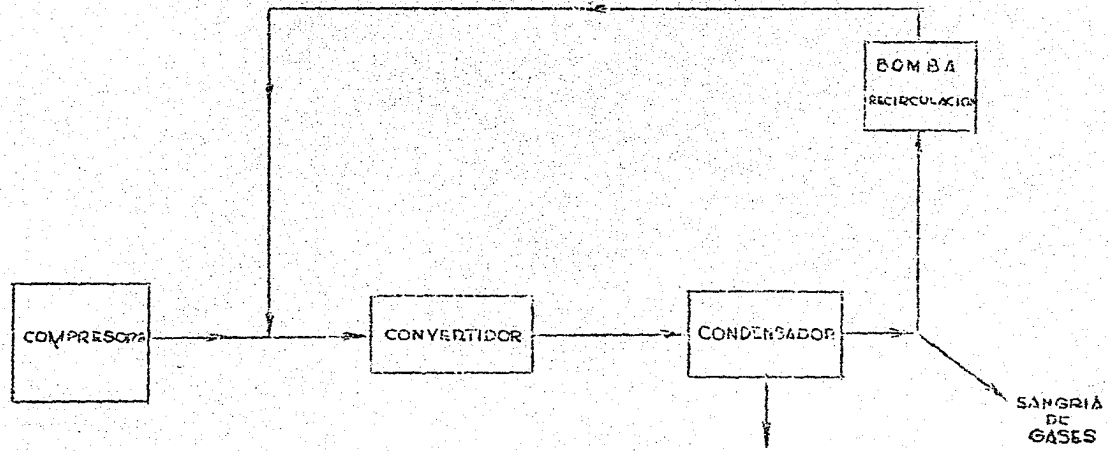 BOMBA
RECIRCULACION
COMPRESORA
CONVERTIDOR
CONDENSADOR
SANGRIA
DE
GASES